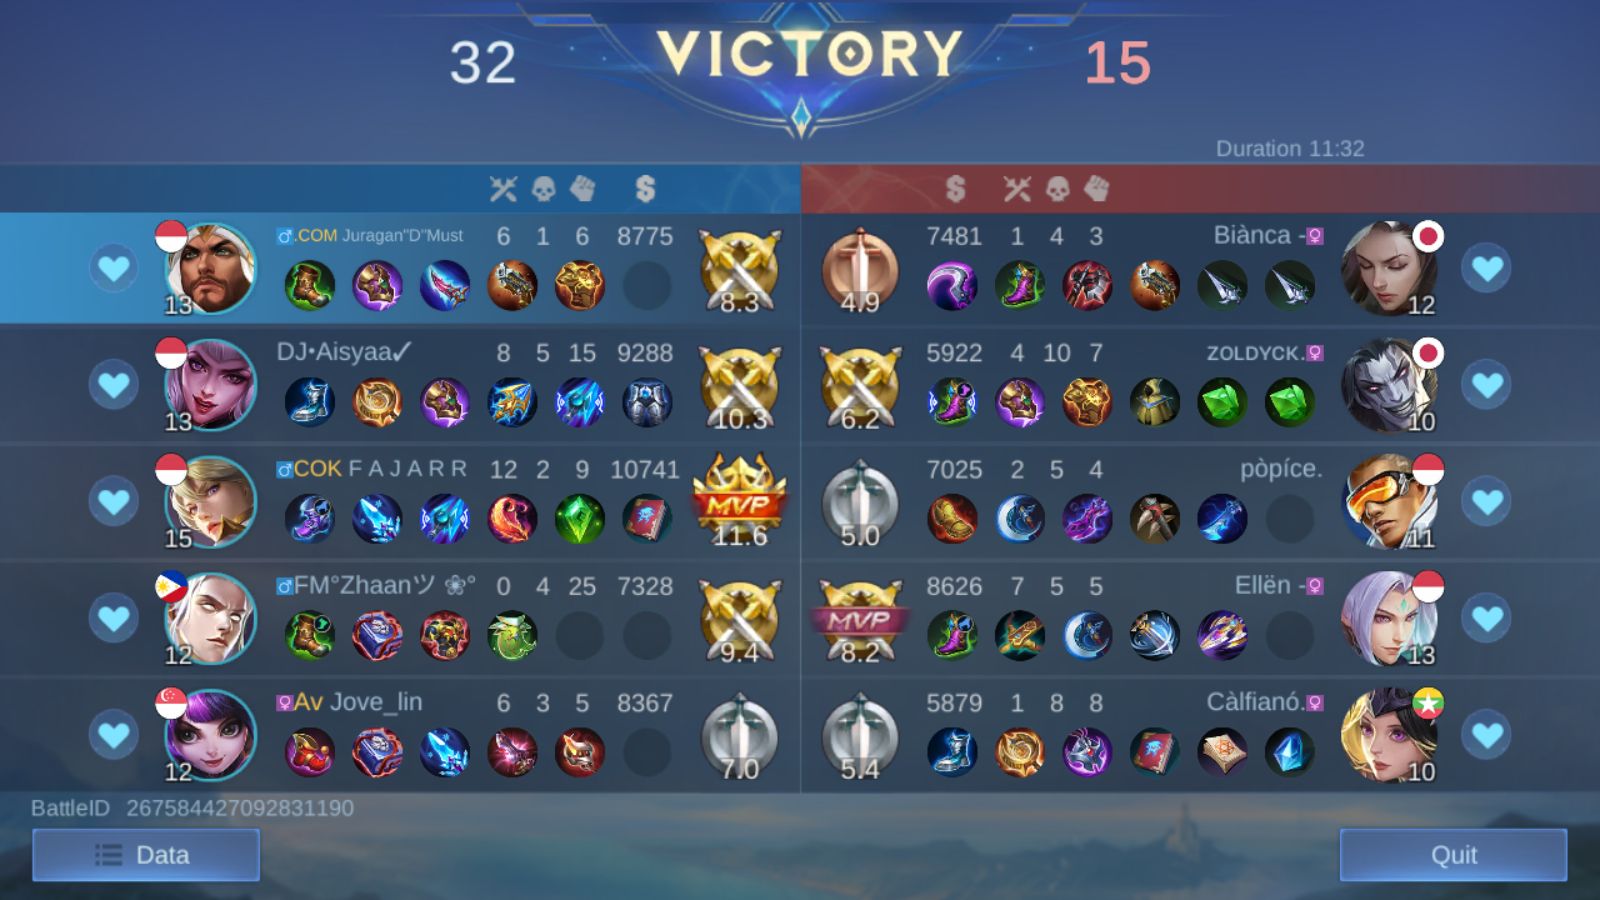 32 VICTORY 15
Duration 11:32
.COM Juragan"D"Must 6 1 6 8775
13 8.3
7481 1 4 3 Biànca -
4.9 12
DJ•Aisyaa✓ 8 5 15 9288
13 10.3
5922 4 10 7 ZOLDYCK.
6.2 10
COK F A J A R R 12 2 9 10741
MVP
15 11.6
7025 2 5 4 pòpíce.
5.0 11
FM°Zhaanツ ❀° 0 4 25 7328
12 9.4
8626 7 5 5 Ellën -
MVP
8.2 13
Av Jove_lin 6 3 5 8367
12 7.0
5879 1 8 8 Càlfianó.
5.4 10
BattleID 267584427092831190
Data
Quit